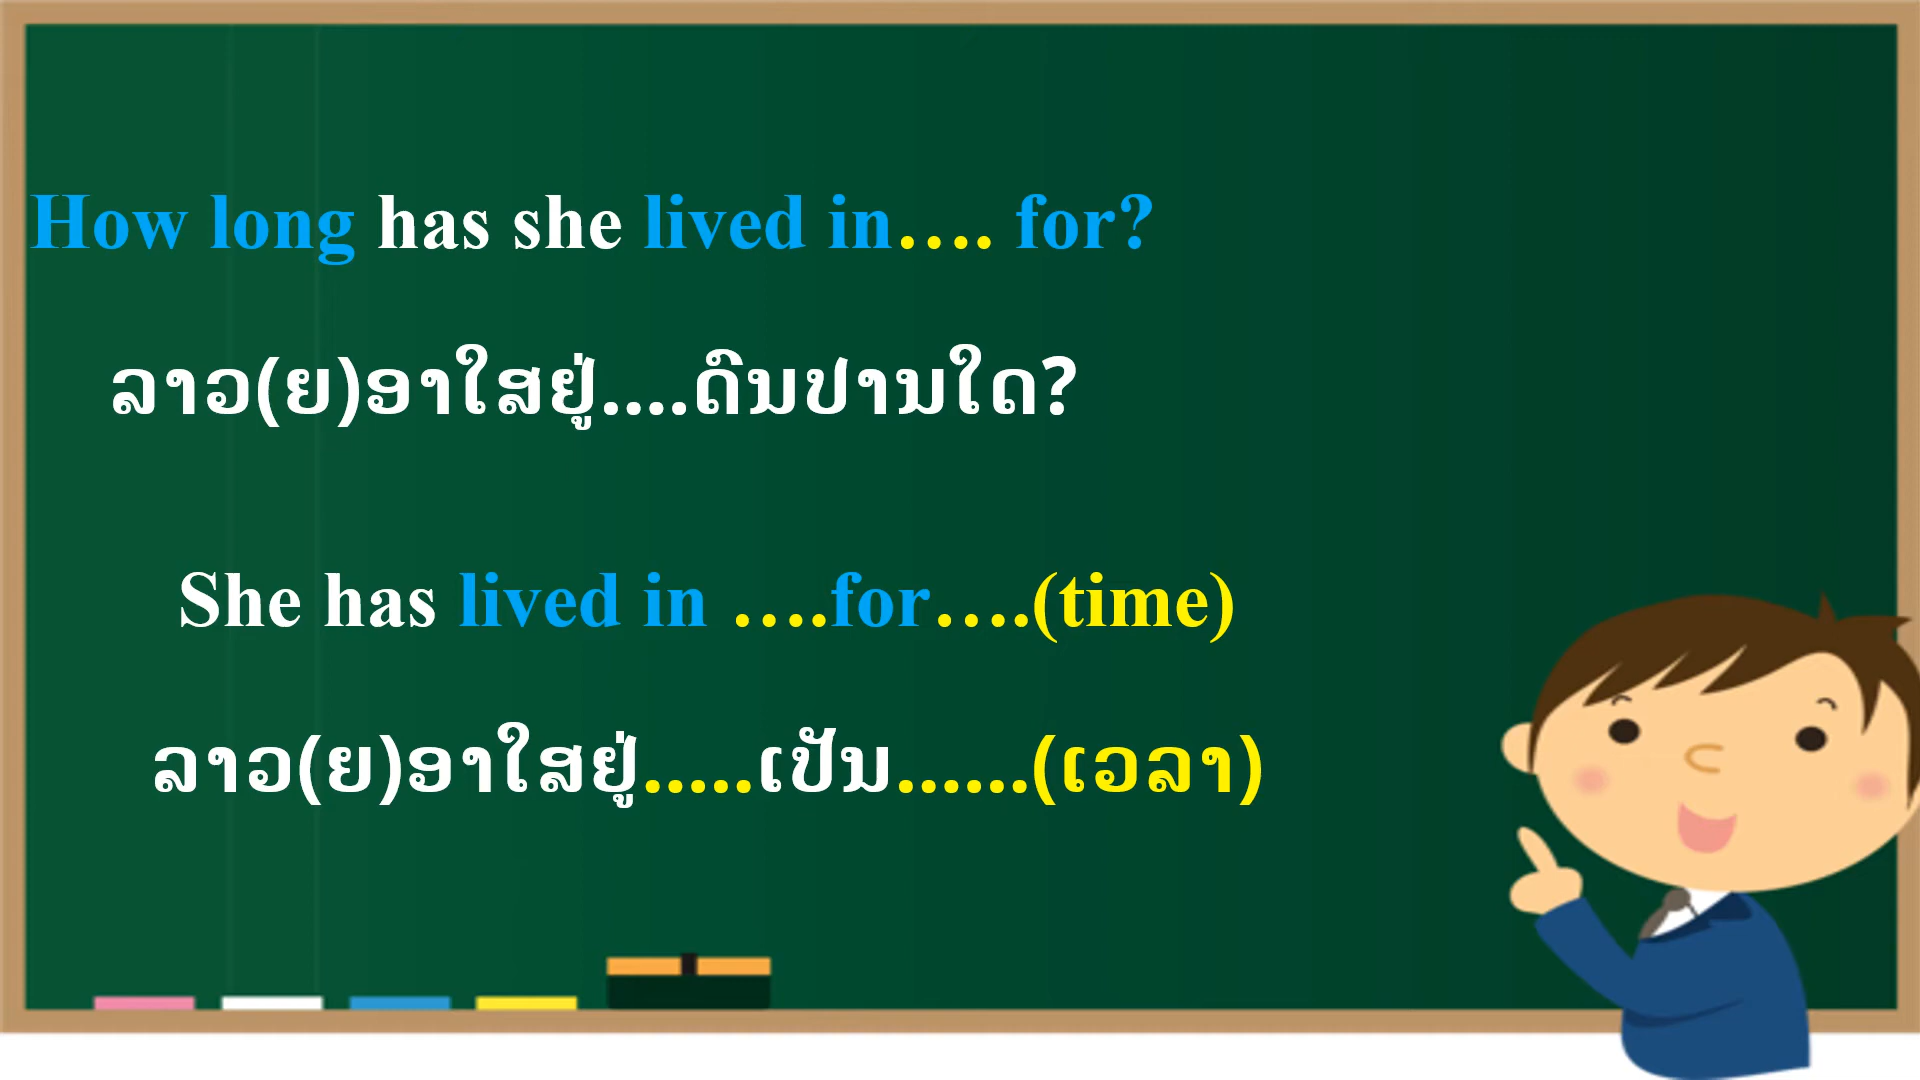 How long has she lived in…. for?
ລາວ(ຍ)ອາໃສຢູ່....ດົນປານໃດ?
She has lived in ….for….(time)
ລາວ(ຍ)ອາໃສຢູ່.....ເປັນ......(ເວລາ)